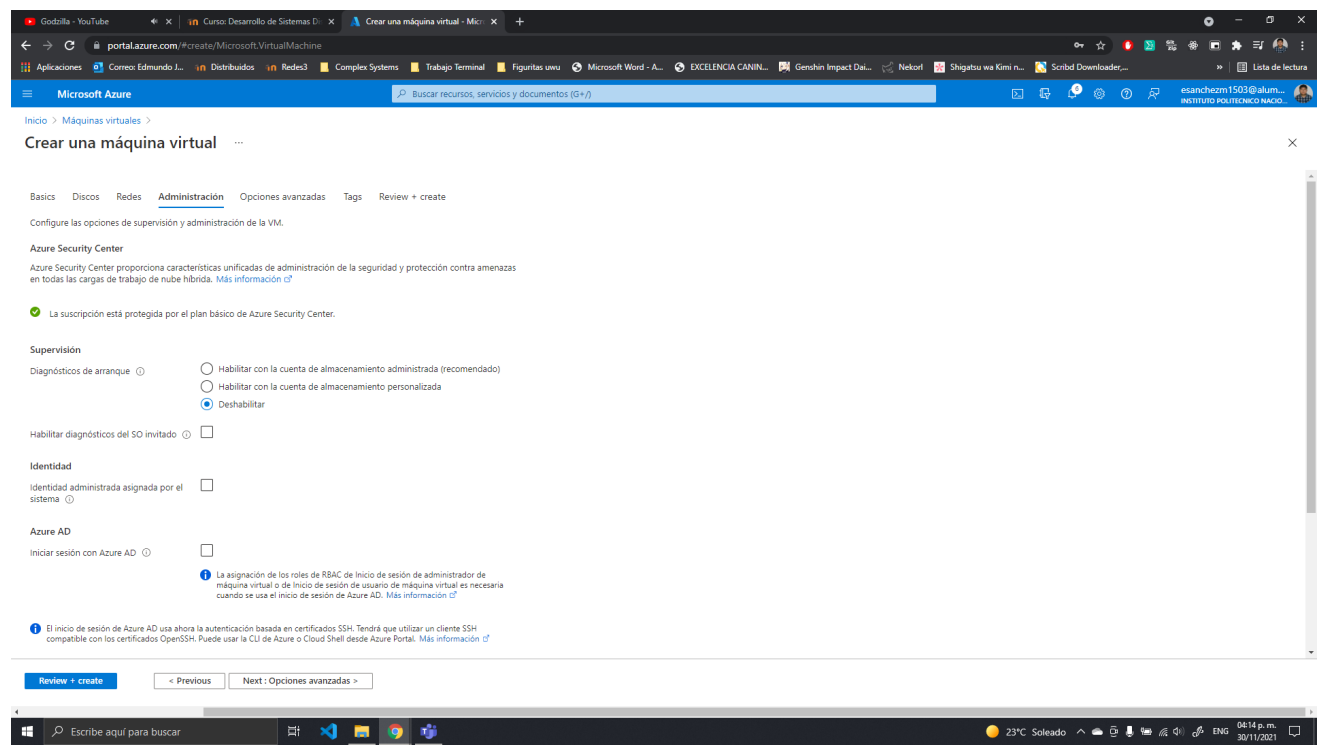 Godzilla - YouTube
Curso: Desarrollo de Sistemas Di
Crear una máquina virtual - Micro
portal.azure.com/#create/Microsoft.VirtualMachine
Aplicaciones
Correo: Edmundo J...
Distribuidos
Redes3
Complex Systems
Trabajo Terminal
Figuritas uwu
Microsoft Word - A...
EXCELENCIA CANIN...
Genshin Impact Dai...
Nekorl
Shigatsu wa Kimi n...
Scribd Downloader,...
»
Lista de lectura
Microsoft Azure
Buscar recursos, servicios y documentos (G+/)
6
esanchezm1503@alum...
INSTITUTO POLITECNICO NACIO...
Inicio > Máquinas virtuales >
Crear una máquina virtual ...
Basics Discos Redes Administración Opciones avanzadas Tags Review + create
Configure las opciones de supervisión y administración de la VM.
Azure Security Center
Azure Security Center proporciona características unificadas de administración de la seguridad y protección contra amenazas
en todas las cargas de trabajo de nube híbrida. Más información
La suscripción está protegida por el plan básico de Azure Security Center.
Supervisión
Diagnósticos de arranque
Habilitar con la cuenta de almacenamiento administrada (recomendado)
Habilitar con la cuenta de almacenamiento personalizada
Deshabilitar
Habilitar diagnósticos del SO invitado
Identidad
Identidad administrada asignada por el
sistema
Azure AD
Iniciar sesión con Azure AD
La asignación de los roles de RBAC de Inicio de sesión de administrador de
máquina virtual o de Inicio de sesión de usuario de máquina virtual es necesaria
cuando se usa el inicio de sesión de Azure AD. Más información
El inicio de sesión de Azure AD usa ahora la autenticación basada en certificados SSH. Tendrá que utilizar un cliente SSH
compatible con los certificados OpenSSH. Puede usar la CLI de Azure o Cloud Shell desde Azure Portal. Más información
Review + create
< Previous
Next : Opciones avanzadas >
Escribe aquí para buscar
23°C Soleado
ENG
04:14 p. m.
30/11/2021